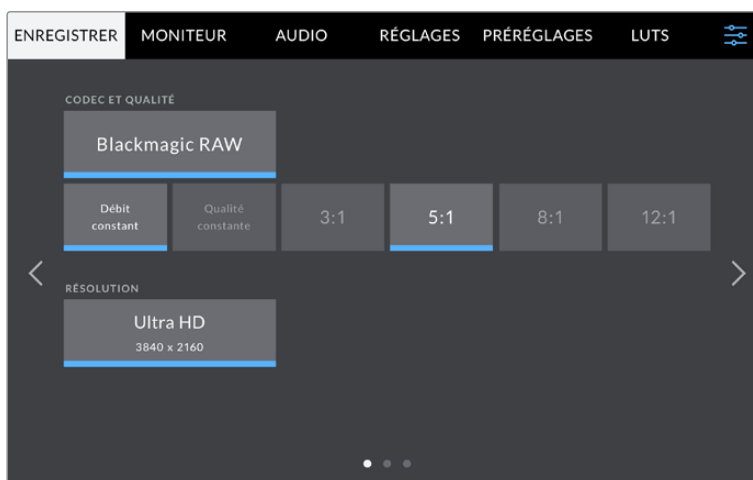 ENREGISTRER MONITEUR AUDIO RÉGLAGES PRÉRÉGLAGES LUTS
CODEC ET QUALITÉ
Blackmagic RAW
Débit constant Qualité constante 3:1 5:1 8:1 12:1
RÉSOLUTION
Ultra HD
3840 x 2160